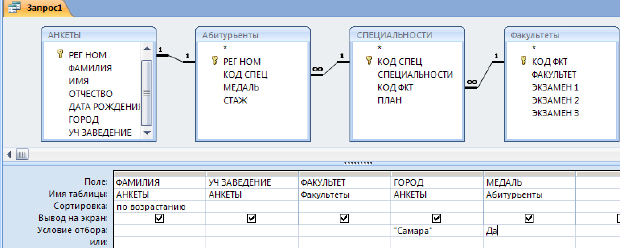 Запрос1
АНКЕТЫ
РЕГ НОМ
ФАМИЛИЯ
ИМЯ
ОТЧЕСТВО
ДАТА РОЖДЕНИЯ
ГОРОД
УЧ ЗАВЕДЕНИЕ
1
1
Абитурьенты
*
РЕГ НОМ
КОД СПЕЦ
МЕДАЛЬ
СТАЖ
∞
1
СПЕЦИАЛЬНОСТИ
*
КОД СПЕЦ
СПЕЦИАЛЬНОСТИ
КОД ФКТ
ПЛАН
∞
1
Факультеты
*
КОД ФКТ
ФАКУЛЬТЕТ
ЭКЗАМЕН 1
ЭКЗАМЕН 2
ЭКЗАМЕН 3
Поле: ФАМИЛИЯ УЧ ЗАВЕДЕНИЕ ФАКУЛЬТЕТ ГОРОД МЕДАЛЬ
Имя таблицы: АНКЕТЫ АНКЕТЫ Факультеты АНКЕТЫ Абитурьенты
Сортировка: по возрастанию
Вывод на экран:
Условие отбора: "Самара" Да
или: